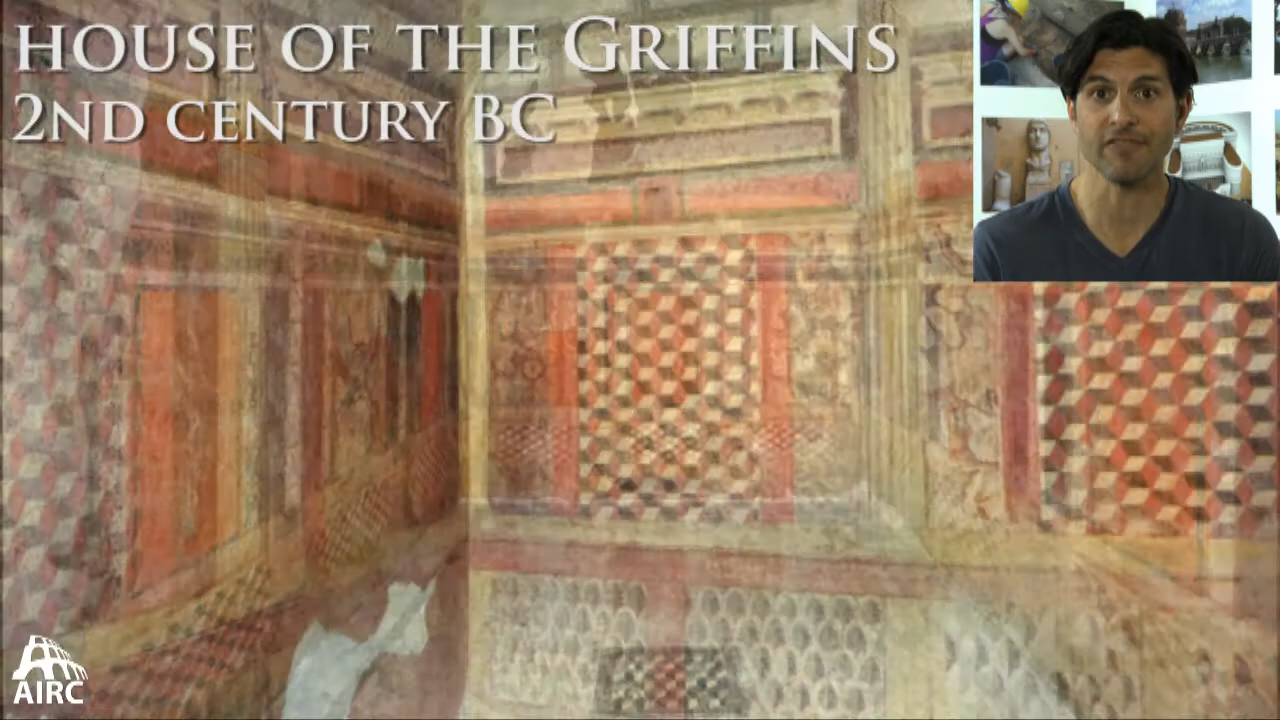 HOUSE OF THE GRIFFINS
2ND CENTURY BC
AIRC